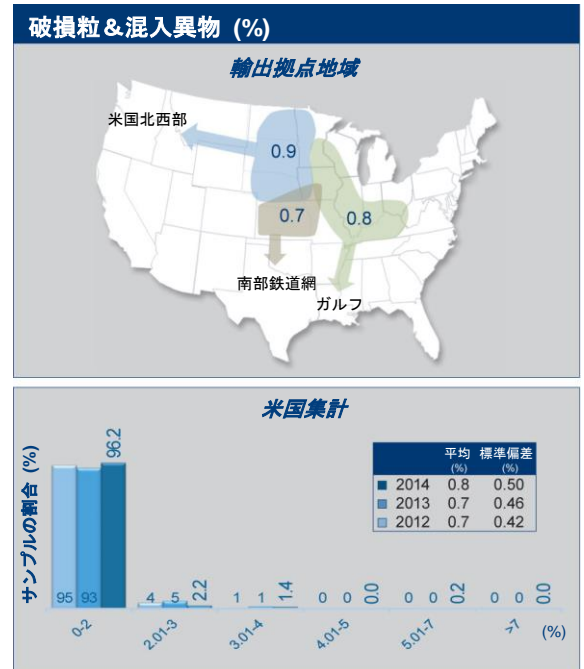 破損粒＆混入異物 (%)
輸出拠点地域
米国北西部
0.9
0.7
0.8
南部鉄道網
ガルフ
米国集計
サンプルの割合 (%)
平均 標準偏差
(%) (%)
2014 0.8 0.50
2013 0.7 0.46
2012 0.7 0.42
95 93 96.2
4 5 2.2
1 1 1.4
0 0 0.0
0 0 0.2
0 0 0.0
0-2 2.01-3 3.01-4 4.01-5 5.01-7 >7 (%)